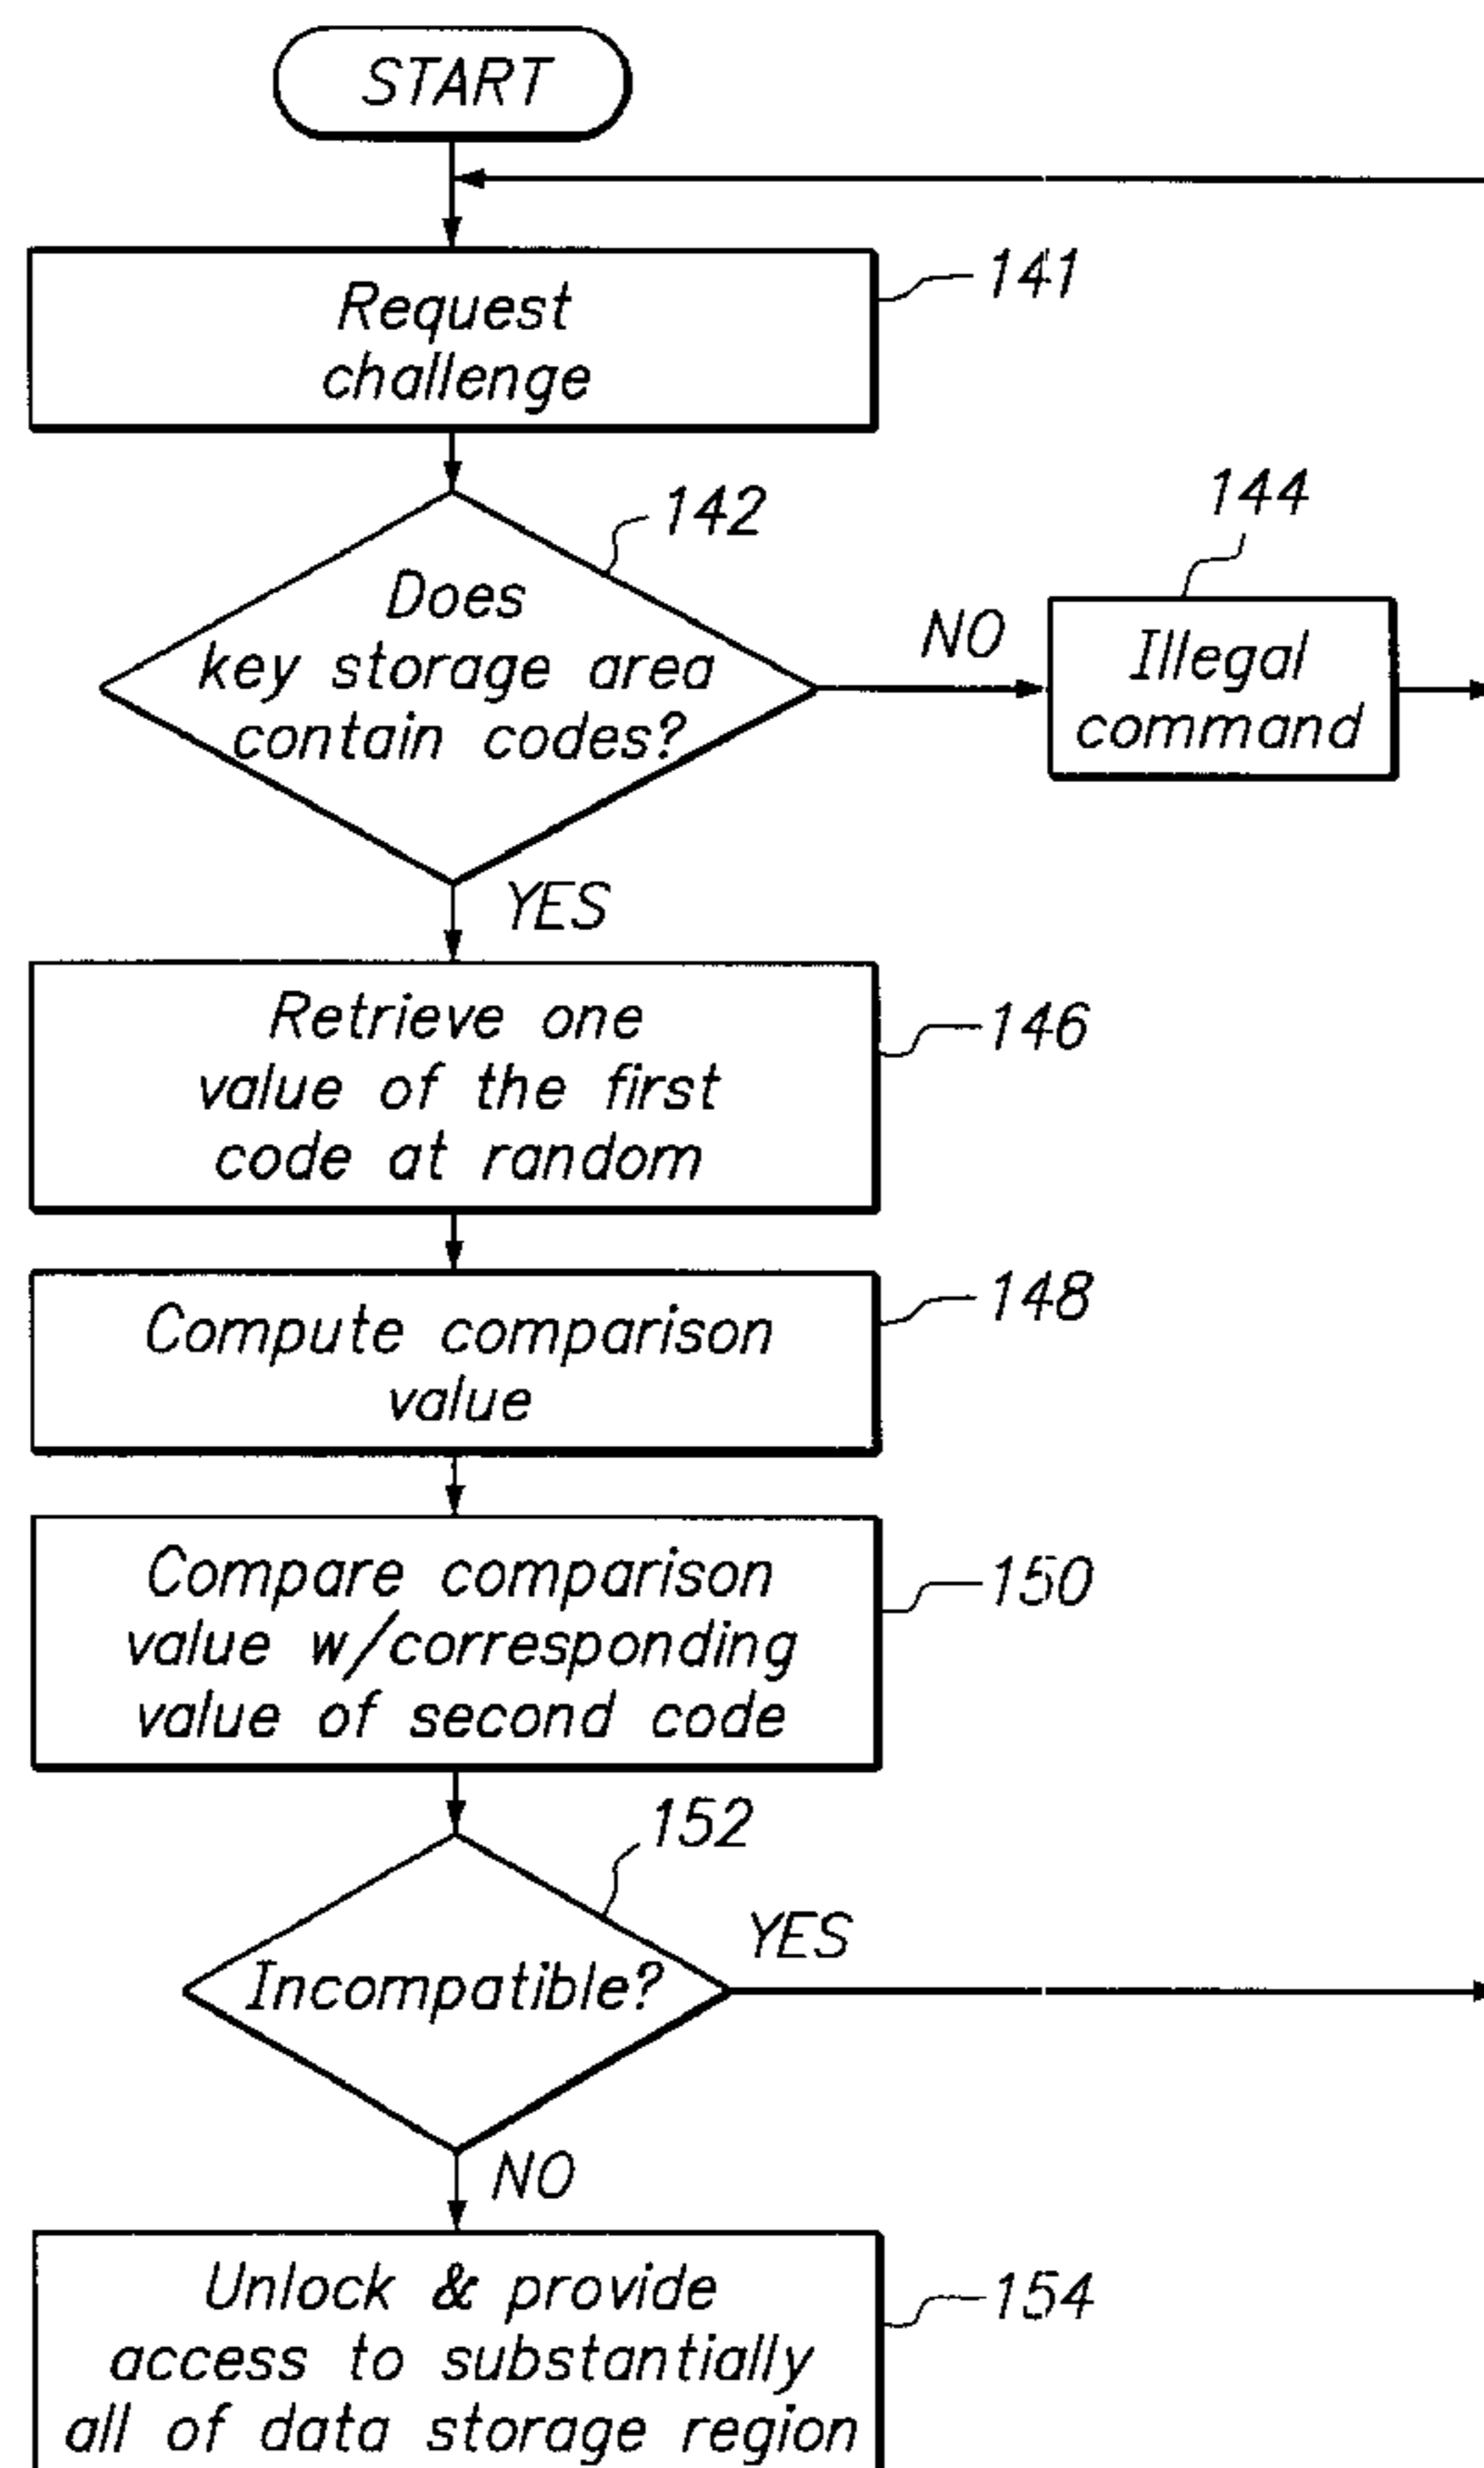 START
141
Request
challenge
142
144
Does
key storage area
contain codes?
NO
Illegal
command
YES
146
Retrieve one
value of the first
code at random
148
Compute comparison
value
150
Compare comparison
value w/corresponding
value of second code
152
YES
Incompatible?
NO
154
Unlock & provide
access to substantially
all of data storage region